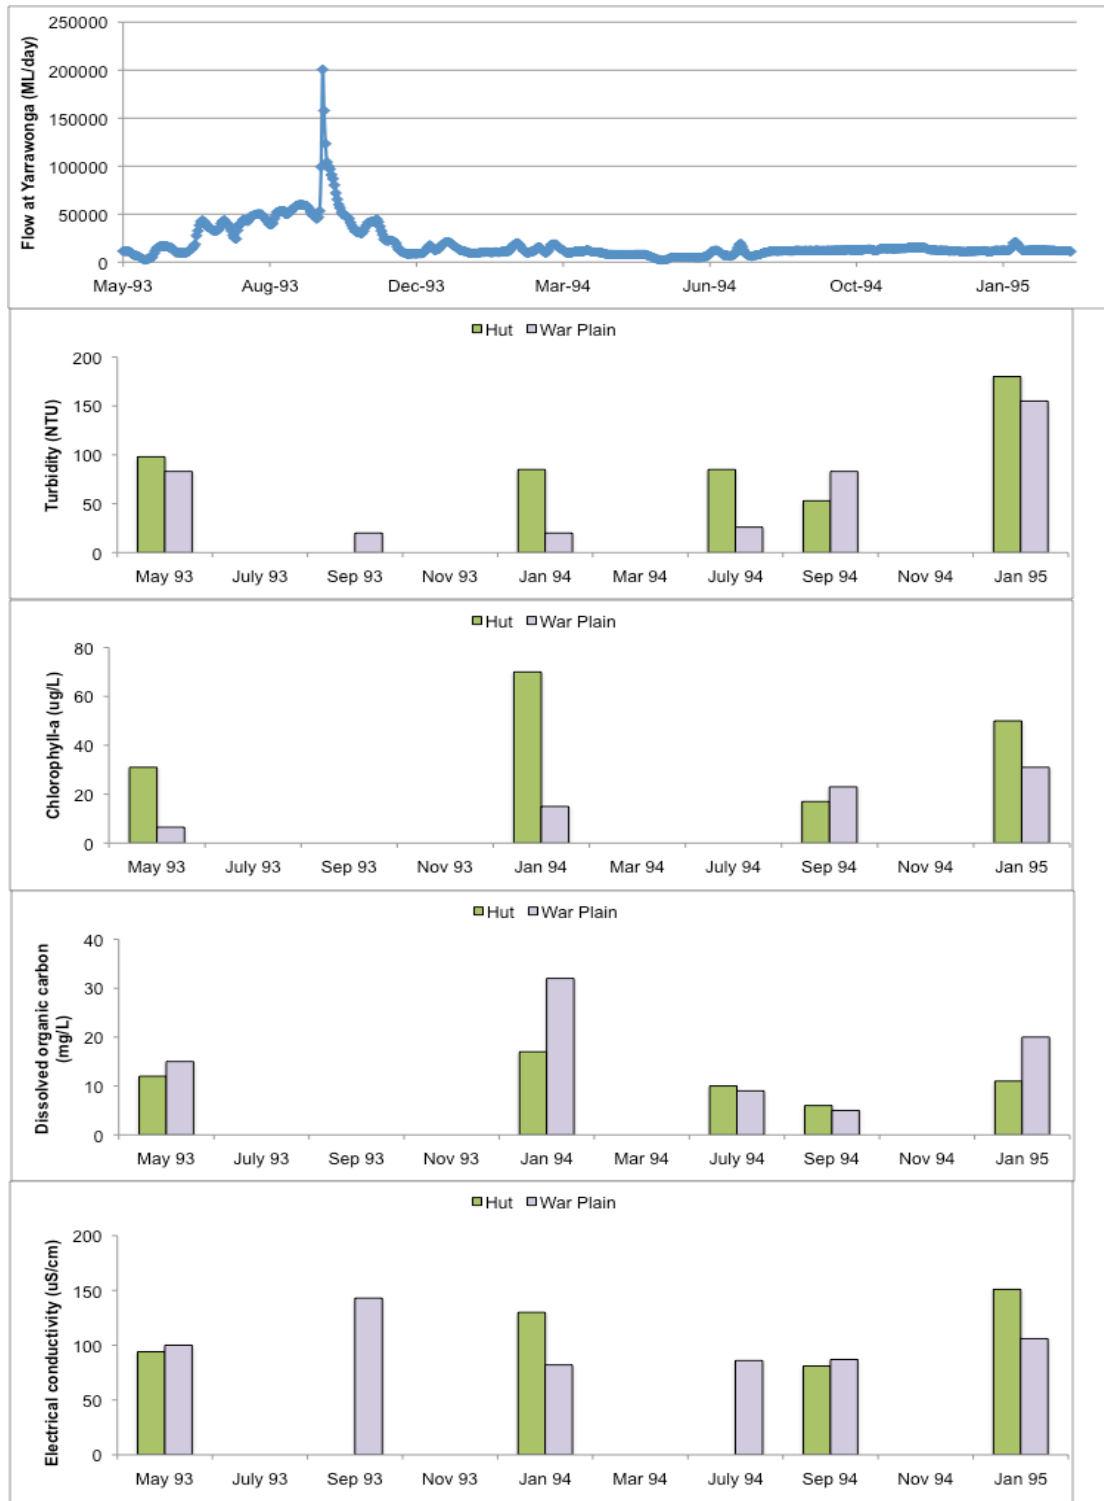 Flow at Yarrawonga (ML/day)
250000
200000
150000
100000
50000
0
May-93 Aug-93 Dec-93 Mar-94 Jun-94 Oct-94 Jan-95
Hut War Plain
Turbidity (NTU)
200
150
100
50
0
May 93 July 93 Sep 93 Nov 93 Jan 94 Mar 94 July 94 Sep 94 Nov 94 Jan 95
Hut War Plain
Chlorophyll-a (ug/L)
80
60
40
20
0
May 93 July 93 Sep 93 Nov 93 Jan 94 Mar 94 July 94 Sep 94 Nov 94 Jan 95
Hut War Plain
Dissolved organic carbon
(mg/L)
40
30
20
10
0
May 93 July 93 Sep 93 Nov 93 Jan 94 Mar 94 July 94 Sep 94 Nov 94 Jan 95
Hut War Plain
Electrical conductivity (uS/cm)
200
150
100
50
0
May 93 July 93 Sep 93 Nov 93 Jan 94 Mar 94 July 94 Sep 94 Nov 94 Jan 95